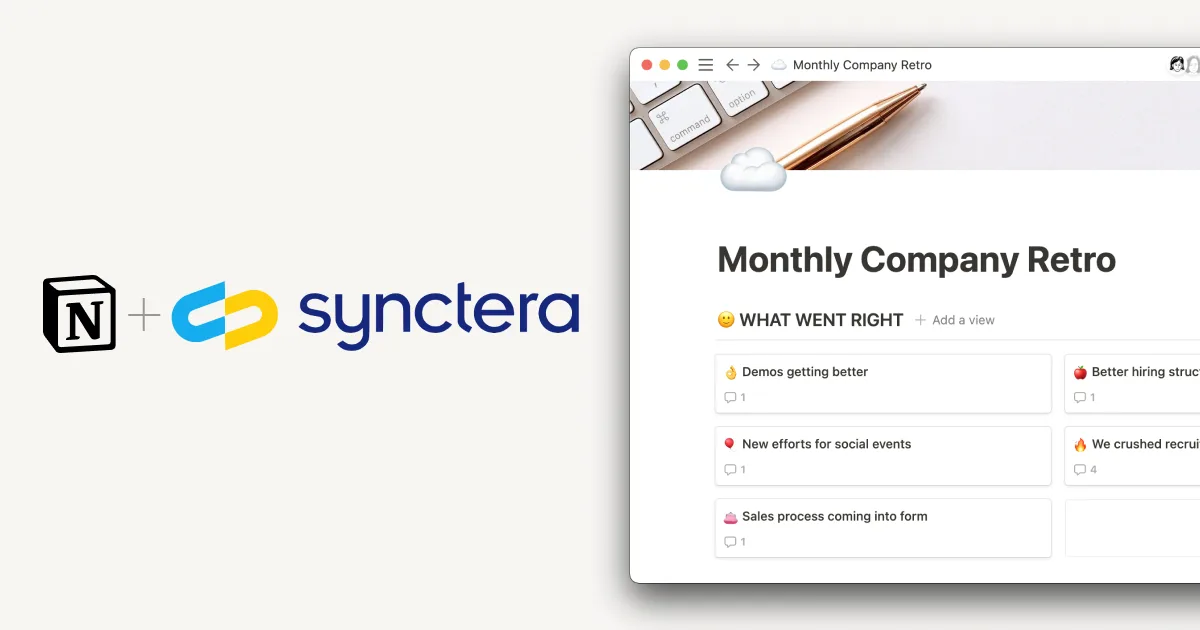 N
synctera
Monthly Company Retro
option
⌘
command
Monthly Company Retro
🙂 WHAT WENT RIGHT + Add a view
👌 Demos getting better
1
🍎 Better hiring struc
1
🎈 New efforts for social events
1
🔥 We crushed recrui
4
👛 Sales process coming into form
1